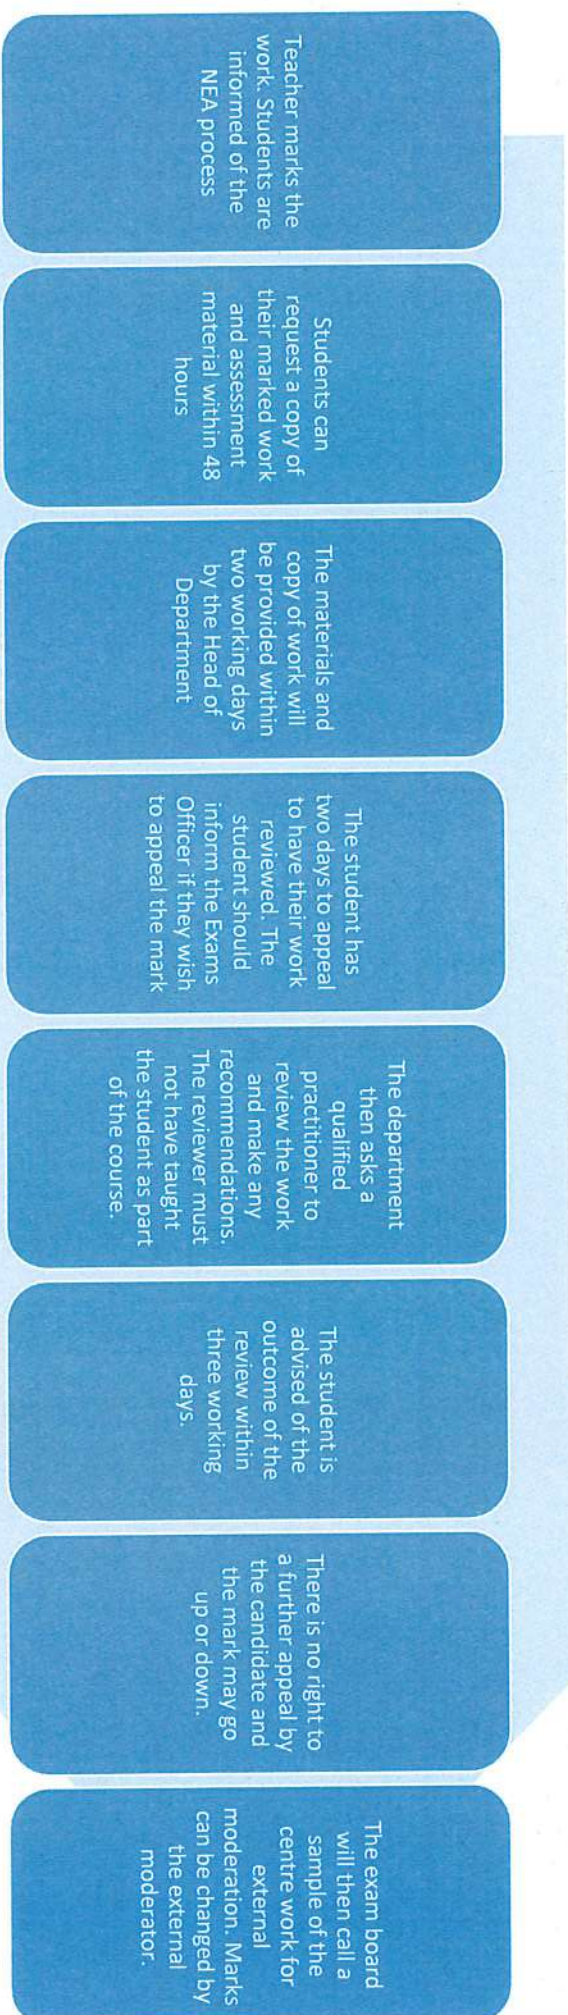 Teacher marks the
work. Students are
informed of the
NEA process
Students can
request a copy of
their marked work
and assessment
material within 48
hours
The materials and
copy of work will
be provided within
two working days
by the Head of
Department
The student has
two days to appeal
to have their work
reviewed. The
student should
inform the Exams
Officer if they wish
to appeal the mark
The department
then asks a
qualified
practitioner to
review the work
and make any
recommendations.
The reviewer must
not have taught
the student as part
of the course.
The student is
advised of the
outcome of the
review within
three working
days.
There is no right to
a further appeal by
the candidate and
the mark may go
up or down.
The exam board
will then call a
sample of the
centre work for
external
moderation. Marks
can be changed by
the external
moderator.